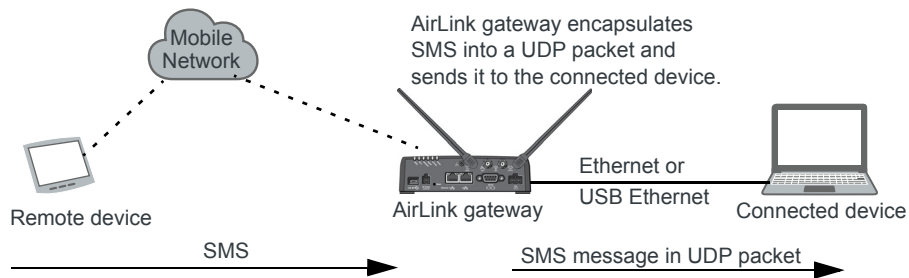 AirLink gateway encapsulates
SMS into a UDP packet and
sends it to the connected device.
Mobile
Network
Ethernet or
USB Ethernet
Remote device
AirLink gateway
Connected device
SMS
SMS message in UDP packet